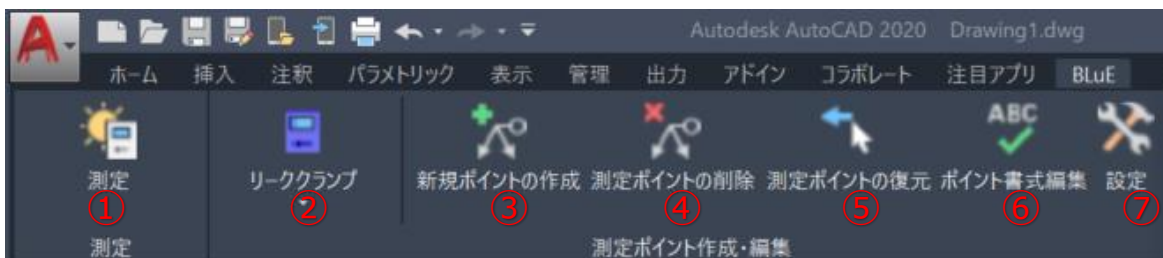 Autodesk AutoCAD 2020 Drawing1.dwg
ホーム 挿入 注釈 パラメトリック 表示 管理 出力 アドイン コラボレート 注目アプリ BLuE
ABC
測定 リーククランプ 新規ポイントの作成 測定ポイントの削除 測定ポイントの復元 ポイント書式編集 設定
① ② ③ ④ ⑤ ⑥ ⑦
測定 測定ポイント作成・編集